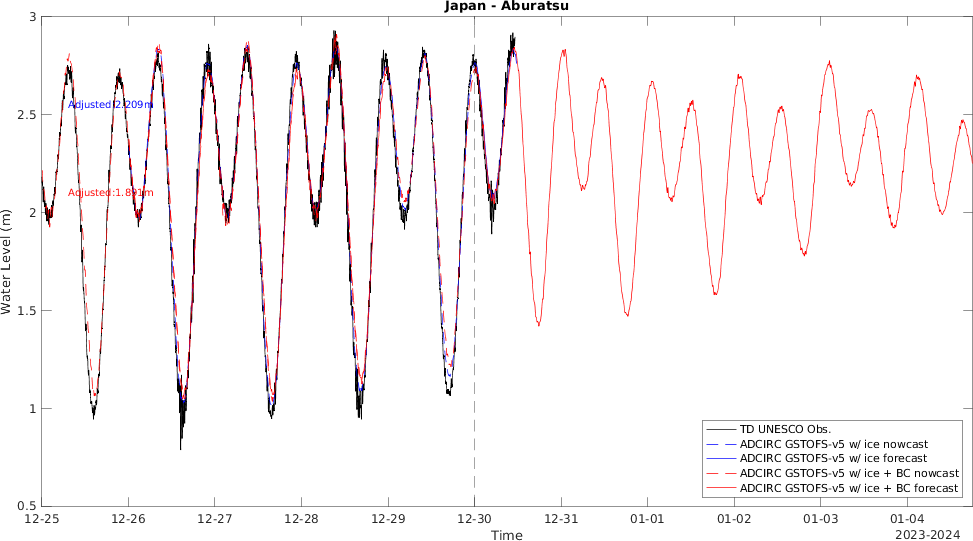 Japan - Aburatsu
3
2.5
2
1.5
1
0.5
Water Level (m)
Adjusted:2.209m
Adjusted:1.891m
TD UNESCO Obs.
ADCIRC GSTOFS-v5 w/ ice nowcast
ADCIRC GSTOFS-v5 w/ ice forecast
ADCIRC GSTOFS-v5 w/ ice + BC nowcast
ADCIRC GSTOFS-v5 w/ ice + BC forecast
12-25 12-26 12-27 12-28 12-29 12-30 12-31 01-01 01-02 01-03 01-04
Time
2023-2024